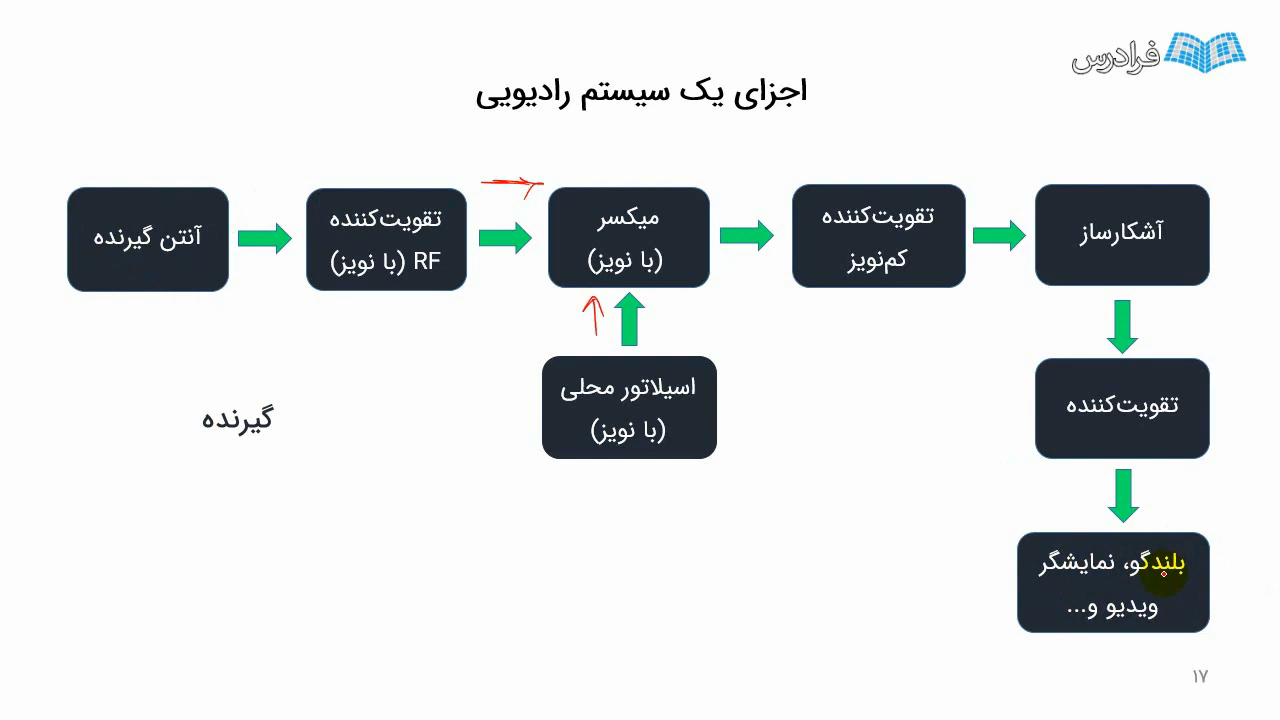 فرادرس
اجزای یک سیستم رادیویی
آنتن گیرنده
تقویت‌کننده
RF (با نویز)
میکسر
(با نویز)
تقویت‌کننده
کم‌نویز
آشکارساز
اسیلاتور محلی
(با نویز)
تقویت‌کننده
گیرنده
بلندگو، نمایشگر
ویدیو و...
۱۷